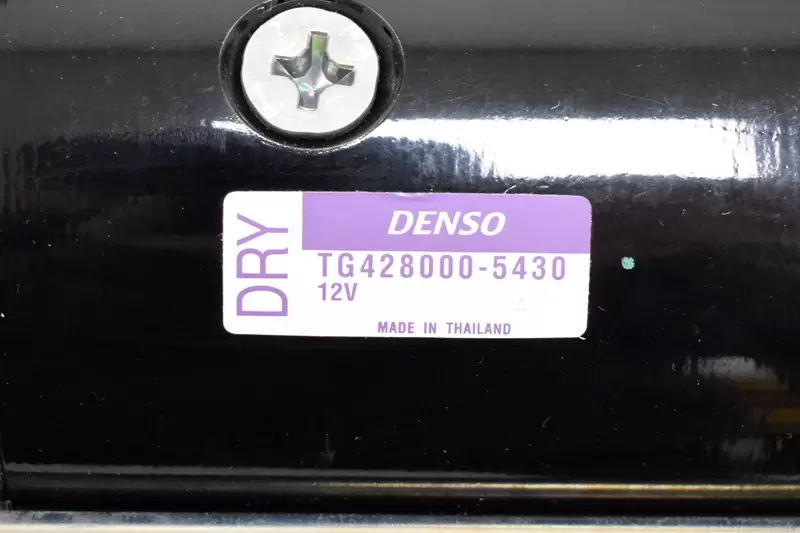 DRY
DENSO
TG428000-5430
12V
MADE IN THAILAND